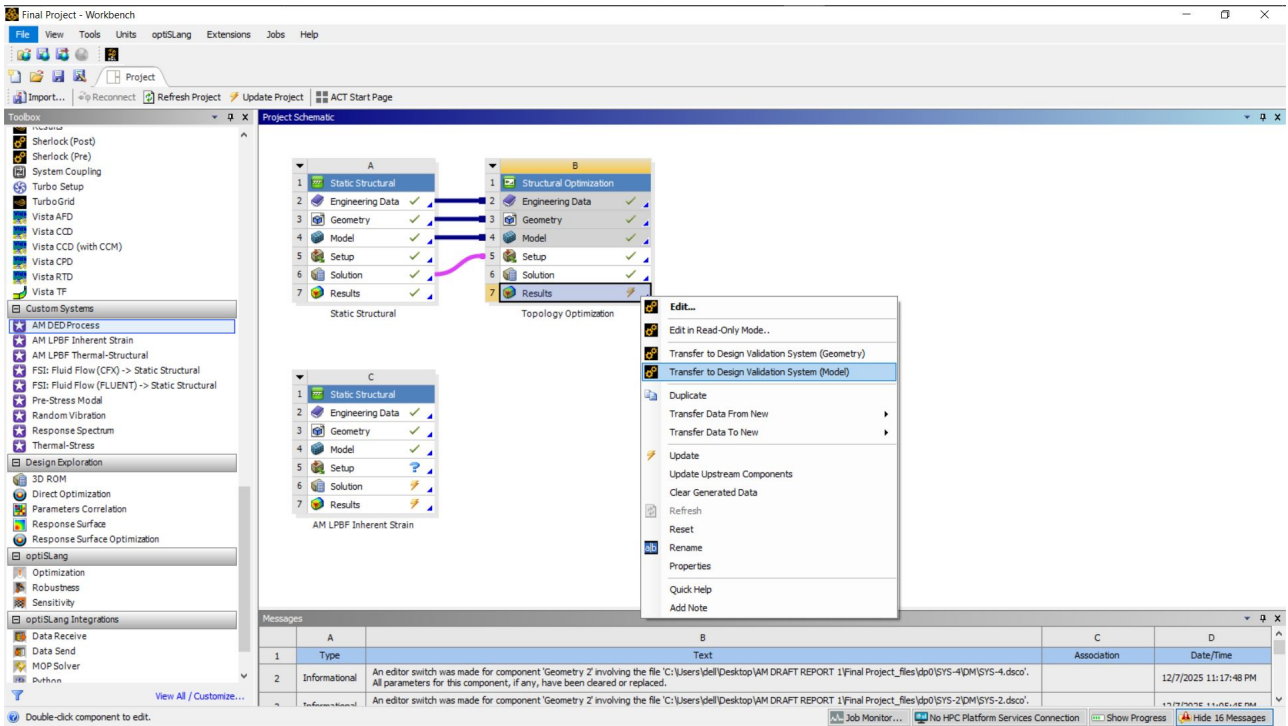 Final Project - Workbench
File View Tools Units optiSLang Extensions Jobs Help
Project
Import... Reconnect Refresh Project Update Project ACT Start Page
Toolbox
Project Schematic
Results
Sherlock (Post)
Sherlock (Pre)
System Coupling
Turbo Setup
TurboGrid
Vista AFD
Vista CCD
Vista CCD (with CCM)
Vista CPD
Vista RTD
Vista TF
Custom Systems
AM DED Process
AM LPBF Inherent Strain
AM LPBF Thermal-Structural
FSI: Fluid Flow (CFX) -> Static Structural
FSI: Fluid Flow (FLUENT) -> Static Structural
Pre-Stress Modal
Random Vibration
Response Spectrum
Thermal-Stress
Design Exploration
3D ROM
Direct Optimization
Parameters Correlation
Response Surface
Response Surface Optimization
optiSLang
Optimization
Robustness
Sensitivity
optiSLang Integrations
Data Receive
Data Send
MOP Solver
Python
View All / Customize...
A
1 Static Structural
2 Engineering Data
3 Geometry
4 Model
5 Setup
6 Solution
7 Results
Static Structural
B
1 Structural Optimization
2 Engineering Data
3 Geometry
4 Model
5 Setup
6 Solution
7 Results
Topology Optimization
C
1 Static Structural
2 Engineering Data
3 Geometry
4 Model
5 Setup ?
6 Solution
7 Results
AM LPBF Inherent Strain
Edit...
Edit in Read-Only Mode..
Transfer to Design Validation System (Geometry)
Transfer to Design Validation System (Model)
Duplicate
Transfer Data From New
Transfer Data To New
Update
Update Upstream Components
Clear Generated Data
Refresh
Reset
ab Rename
Properties
Quick Help
Add Note
Messages
A B C D
1 Type Text Association Date/Time
2 Informational An editor switch was made for component 'Geometry 2' involving the file 'C:\Users\dell\Desktop\AM DRAFT REPORT 1\Final Project_files\dp0\SYS-4\DM\SYS-4.dsco'.
All parameters for this component, if any, have been cleared or replaced. 12/7/2025 11:17:48 PM
Informational An editor switch was made for component 'Geometry 2' involving the file 'C:\Users\dell\Desktop\AM DRAFT REPORT 1\Final Project_files\dp0\SYS-2\DM\SYS-2.dsco'. 12/7/2025 11:05:45 PM
Double-click component to edit. Job Monitor... No HPC Platform Services Connection Show Progress Hide 16 Messages